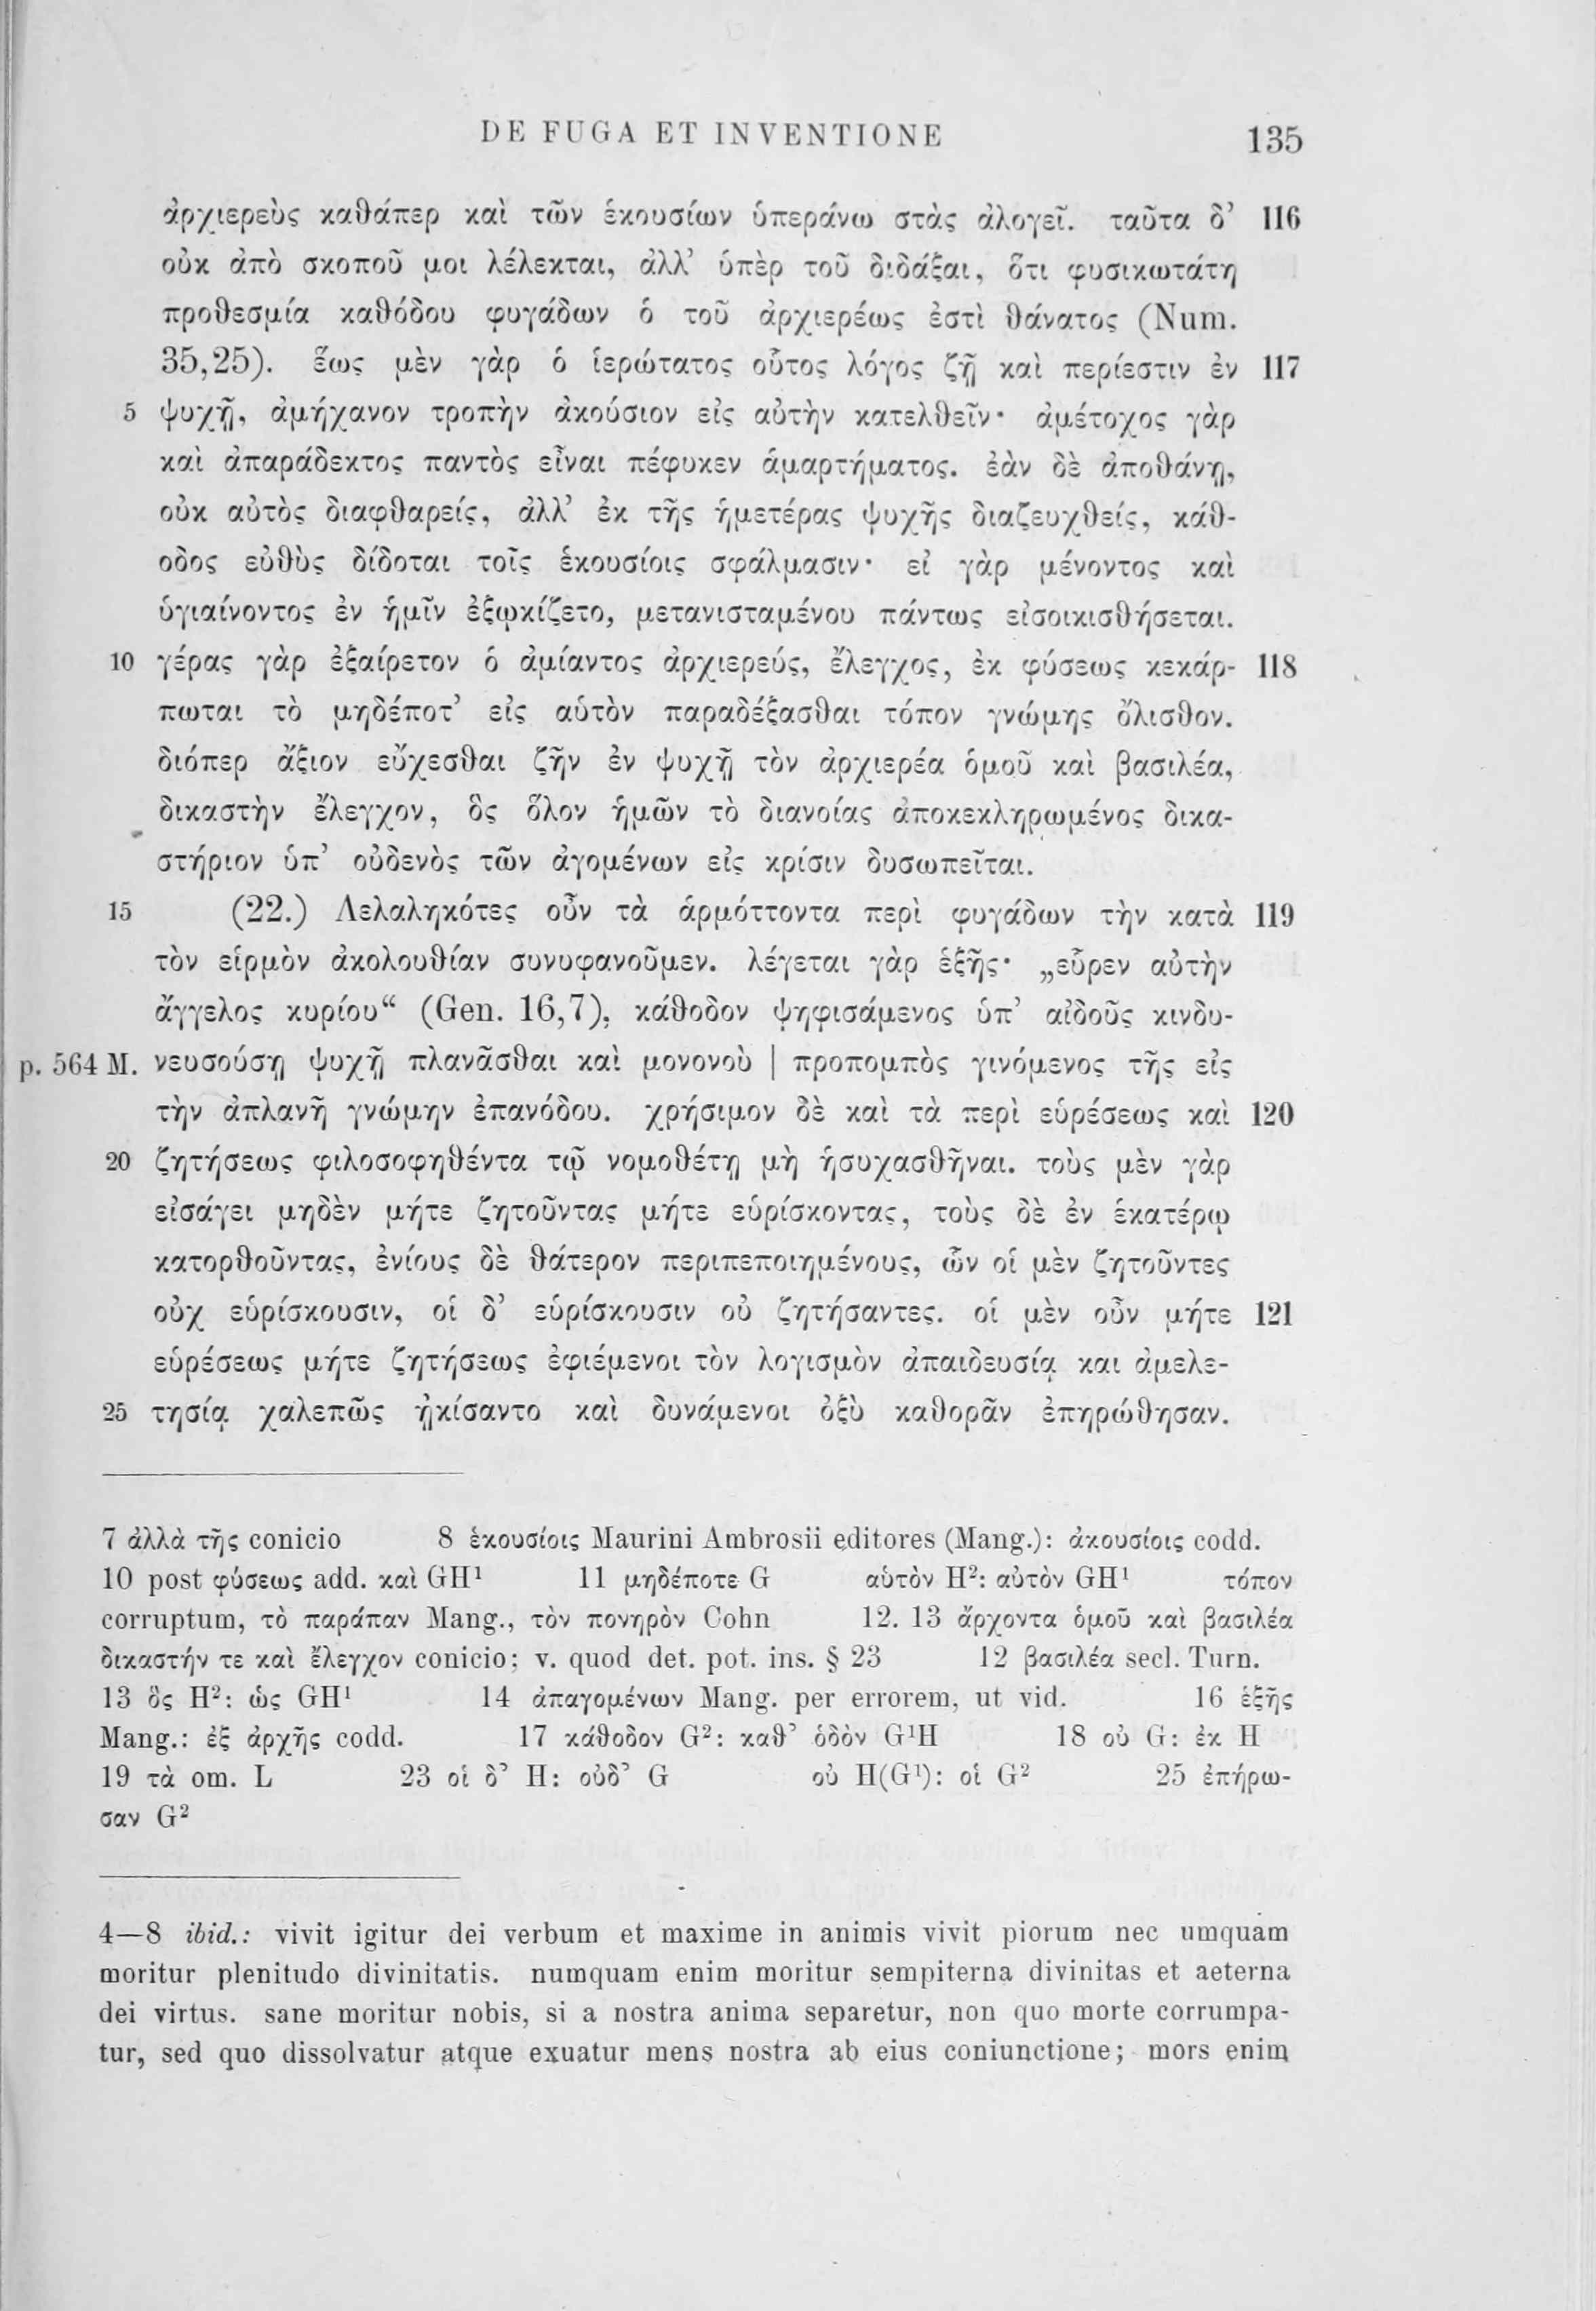 DE FUGA ET INVENTIONE 135
ἀρχιερεὺς καθάπερ καὶ τῶν ἑκουσίων ὑπεράνω στὰς ἀλογεῖ. ταῦτα δ’ 116
οὐκ ἀπὸ σκοποῦ μοι λέλεκται, ἀλλ’ ὑπὲρ τοῦ διδάξαι, ὅτι φυσικωτάτη
προθεσμία καθόδου φυγάδων ὁ τοῦ ἀρχιερέως ἐστὶ θάνατος (Num.
35,25). ἕως μὲν γὰρ ὁ ἱερώτατος οὗτος λόγος ζῇ καὶ περίεστιν ἐν 117
5 ψυχῇ, ἀμήχανον τροπὴν ἀκούσιον εἰς αὐτὴν κατελθεῖν· ἀμέτοχος γὰρ
καὶ ἀπαράδεκτος παντὸς εἶναι πέφυκεν ἁμαρτήματος. ἐὰν δὲ ἀποθάνῃ,
οὐκ αὐτὸς διαφθαρείς, ἀλλ’ ἐκ τῆς ἡμετέρας ψυχῆς διαζευχθείς, κάθ-
οδος εὐθὺς δίδοται τοῖς ἑκουσίοις σφάλμασιν· εἰ γὰρ μένοντος καὶ
ὑγιαίνοντος ἐν ἡμῖν ἐξῳκίζετο, μετανισταμένου πάντως εἰσοικισθήσεται.
10 γέρας γὰρ ἐξαίρετον ὁ ἀμίαντος ἀρχιερεύς, ἔλεγχος, ἐκ φύσεως κεκάρ- 118
πωται τὸ μηδέποτ’ εἰς αὑτὸν παραδέξασθαι τόπον γνώμης ὄλισθον.
διόπερ ἄξιον εὔχεσθαι ζῆν ἐν ψυχῇ τὸν ἀρχιερέα ὁμοῦ καὶ βασιλέα,
δικαστὴν ἔλεγχον, ὃς ὅλον ἡμῶν τὸ διανοίας ἀποκεκληρωμένος δικα-
στήριον ὑπ’ οὐδενὸς τῶν ἀγομένων εἰς κρίσιν δυσωπεῖται.
15 (22.) Λελαληκότες οὖν τὰ ἁρμόττοντα περὶ φυγάδων τὴν κατὰ 119
τὸν εἱρμὸν ἀκολουθίαν συνυφανοῦμεν. λέγεται γὰρ ἑξῆς· „εὗρεν αὐτὴν
ἄγγελος κυρίου“ (Gen. 16,7), κάθοδον ψηφισάμενος ὑπ’ αἰδοῦς κινδυ-
p. 564 M. νευσούσῃ ψυχῇ πλανᾶσθαι καὶ μονονοὺ | προπομπὸς γινόμενος τῆς εἰς
τὴν ἀπλανῆ γνώμην ἐπανόδου. χρήσιμον δὲ καὶ τὰ περὶ εὑρέσεως καὶ 120
20 ζητήσεως φιλοσοφηθέντα τῷ νομοθέτῃ μὴ ἡσυχασθῆναι. τοὺς μὲν γὰρ
εἰσάγει μηδὲν μήτε ζητοῦντας μήτε εὑρίσκοντας, τοὺς δὲ ἐν ἑκατέρῳ
κατορθοῦντας, ἐνίους δὲ θάτερον περιπεποιημένους, ὧν οἱ μὲν ζητοῦντες
οὐχ εὑρίσκουσιν, οἱ δ’ εὑρίσκουσιν οὐ ζητήσαντες. οἱ μὲν οὖν μήτε 121
εὑρέσεως μήτε ζητήσεως ἐφιέμενοι τὸν λογισμὸν ἀπαιδευσίᾳ και ἀμελε-
25 τησίᾳ χαλεπῶς ᾐκίσαντο καὶ δυνάμενοι ὀξὺ καθορᾶν ἐπηρώθησαν.
7 ἀλλὰ τῆς conicio 8 ἑκουσίοις Maurini Ambrosii editores (Mang.): ἀκουσίοις codd.
10 post φύσεως add. καὶ GH¹ 11 μηδέποτε G αὑτὸν H²: αὐτὸν GH¹ τόπον
corruptum, τὸ παράπαν Mang., τὸν πονηρὸν Cohn 12. 13 ἄρχοντα ὁμοῦ καὶ βασιλέα
δικαστήν τε καὶ ἔλεγχον conicio; v. quod det. pot. ins. § 23 12 βασιλέα secl. Turn.
13 ὃς H²: ὡς GH¹ 14 ἀπαγομένων Mang. per errorem, ut vid. 16 ἑξῆς
Mang.: ἐξ ἀρχῆς codd. 17 κάθοδον G²: καθ’ ὁδὸν G¹H 18 οὐ G: ἐκ H
19 τὰ om. L 23 οἱ δ’ H: οὐδ’ G οὐ H(G¹): οἱ G² 25 ἐπήρω-
σαν G²
4—8 ibid.: vivit igitur dei verbum et maxime in animis vivit piorum nec umquam
moritur plenitudo divinitatis. numquam enim moritur sempiterna divinitas et aeterna
dei virtus. sane moritur nobis, si a nostra anima separetur, non quo morte corrumpa-
tur, sed quo dissolvatur atque exuatur mens nostra ab eius coniunctione; mors enim